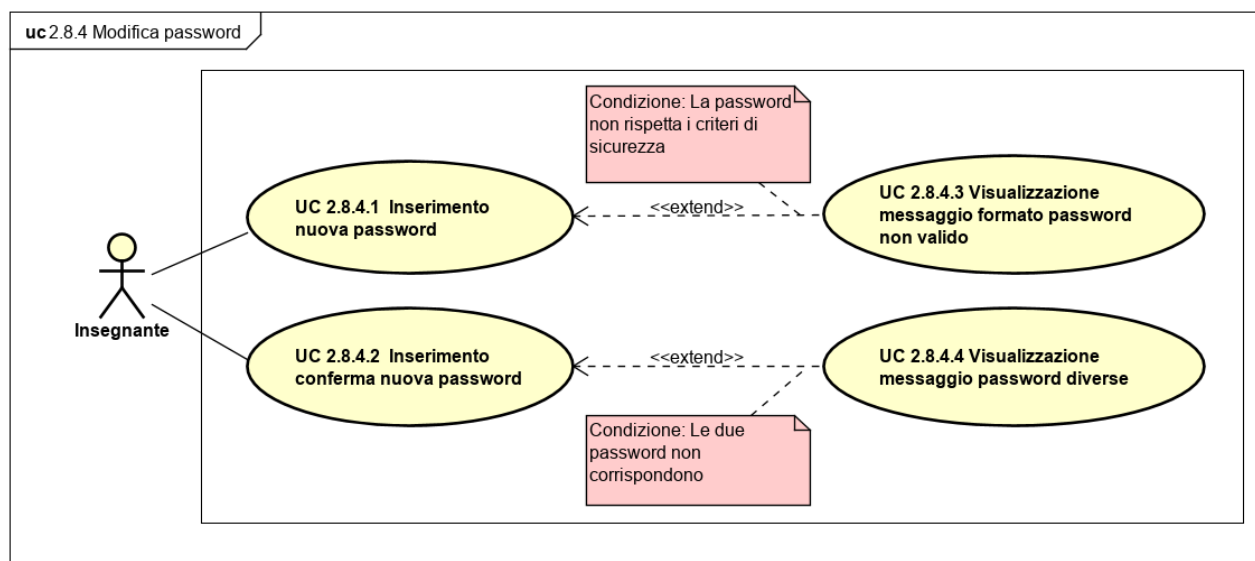 uc 2.8.4 Modifica password
Condizione: La password
non rispetta i criteri di
sicurezza
UC 2.8.4.1 Inserimento
nuova password
<<extend>>
UC 2.8.4.3 Visualizzazione
messaggio formato password
non valido
Insegnante
UC 2.8.4.2 Inserimento
conferma nuova password
<<extend>>
UC 2.8.4.4 Visualizzazione
messaggio password diverse
Condizione: Le due
password non
corrispondono